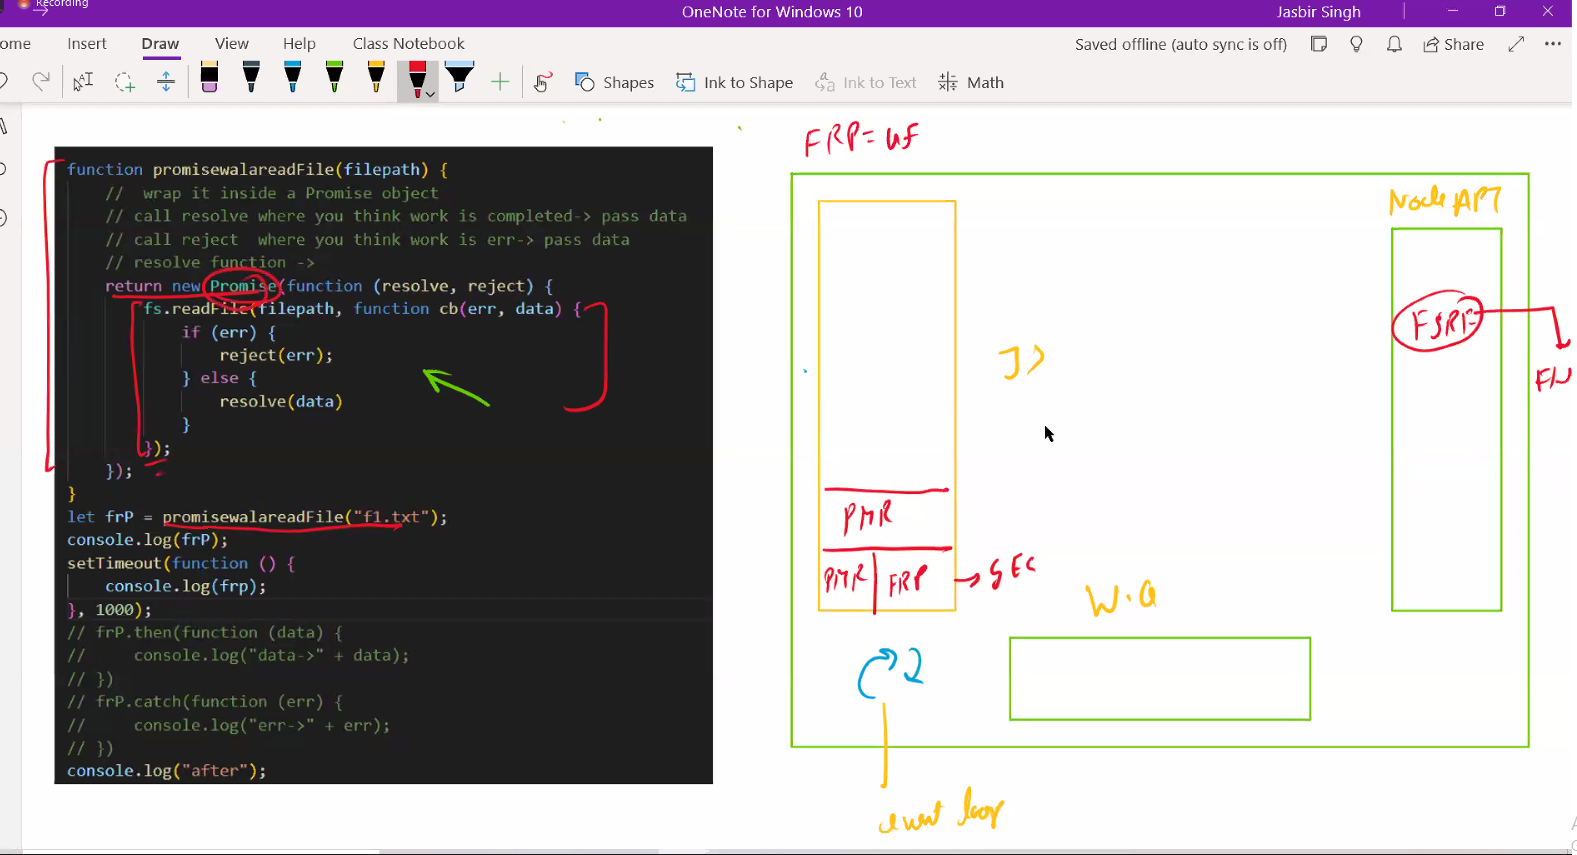 Recording
OneNote for Windows 10
Jasbir Singh
ome Insert Draw View Help Class Notebook
Saved offline (auto sync is off) Share
Shapes Ink to Shape Ink to Text Math
FRP= uf
function promisewalareadFile(filepath) {
// wrap it inside a Promise object
// call resolve where you think work is completed-> pass data
// call reject where you think work is err-> pass data
// resolve function ->
return new Promise(function (resolve, reject) {
fs.readFile(filepath, function cb(err, data) {
if (err) {
reject(err);
} else {
resolve(data)
}
});
});
}
let frP = promisewalareadFile("f1.txt");
console.log(frP);
setTimeout(function () {
console.log(frp);
}, 1000);
// frP.then(function (data) {
// console.log("data->" + data);
// })
// frP.catch(function (err) {
// console.log("err->" + err);
// })
console.log("after");
Node API
FSRF
PMR
PMR FRP
GEC
W.Q
event loop